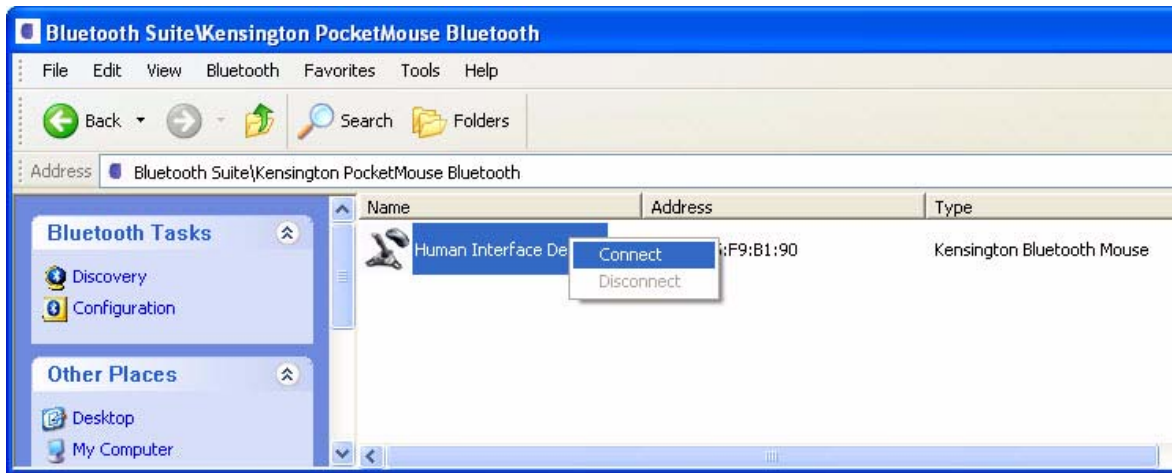 Bluetooth Suite\Kensington PocketMouse Bluetooth
File Edit View Bluetooth Favorites Tools Help
Back Search Folders
Address Bluetooth Suite\Kensington PocketMouse Bluetooth
Name Address Type
Bluetooth Tasks
Human Interface De :F9:B1:90 Kensington Bluetooth Mouse
Connect
Disconnect
Discovery
Configuration
Other Places
Desktop
My Computer